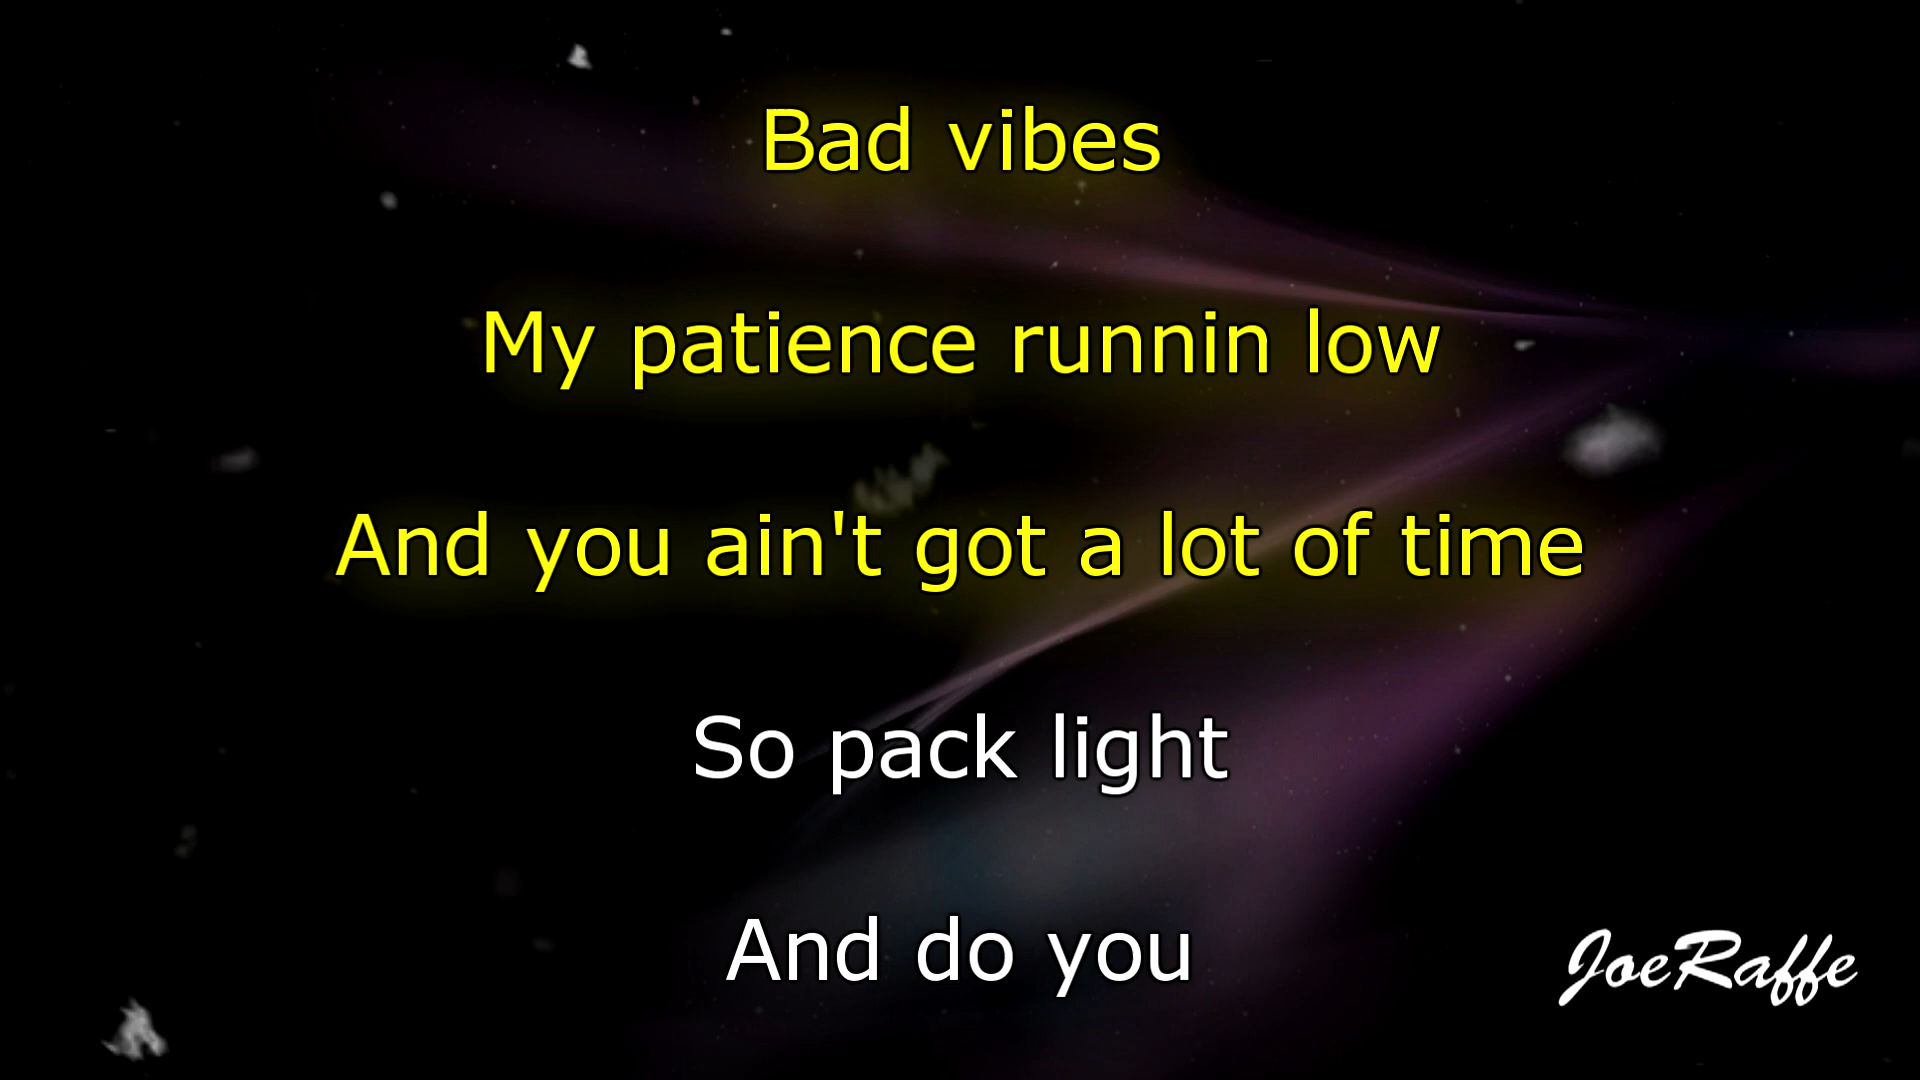 Bad vibes
My patience runnin low
And you ain't got a lot of time
So pack light
And do you
JoeRaffe